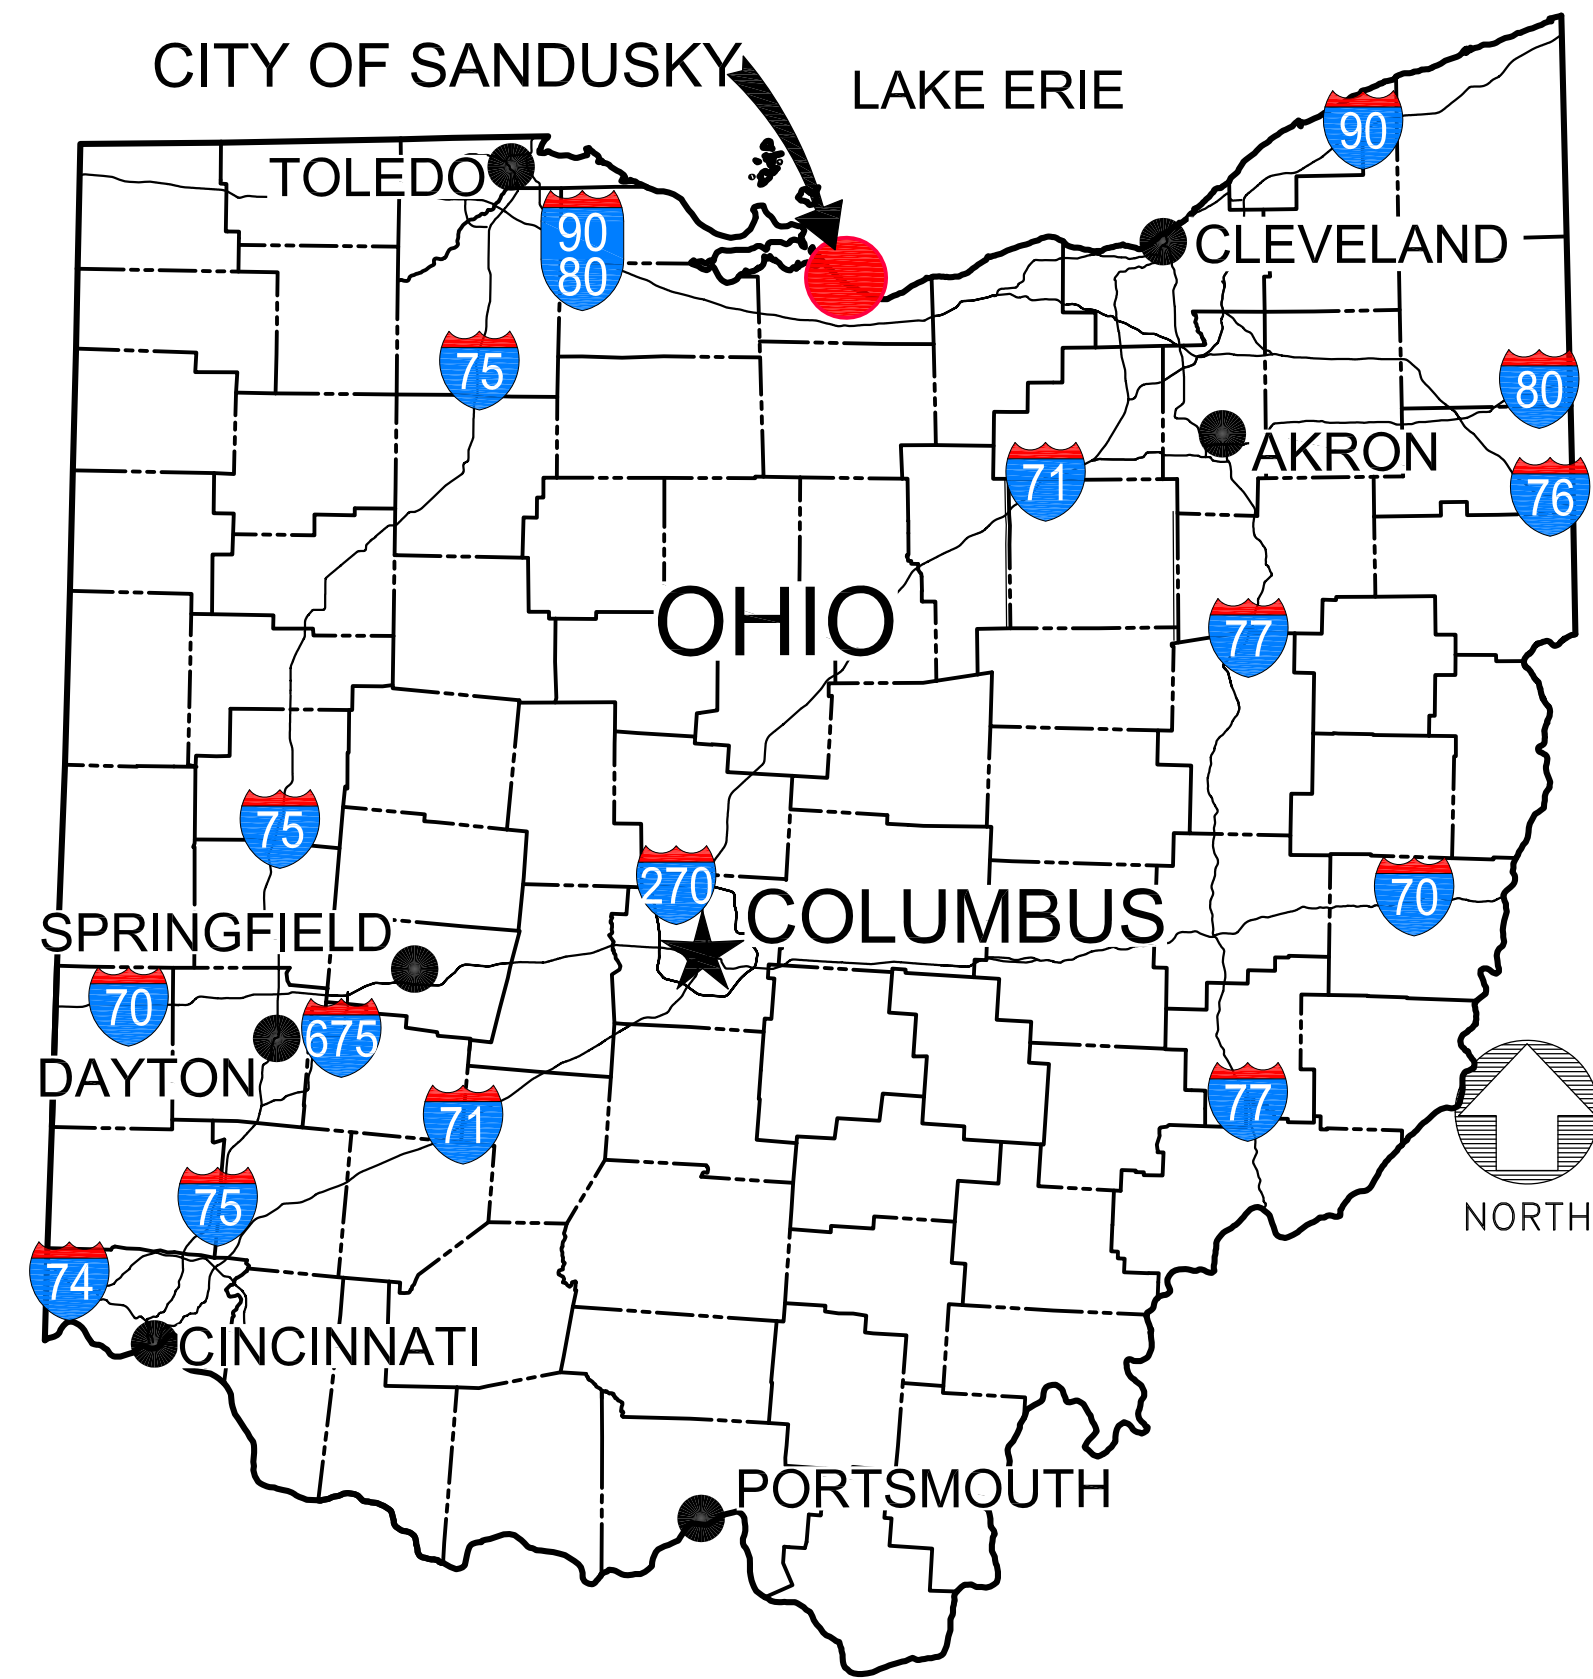 CITY OF SANDUSKY
LAKE ERIE
90
TOLEDO
90
80
CLEVELAND
75
80
AKRON
71
76
OHIO
77
75
270
70
COLUMBUS
SPRINGFIELD
70
675
DAYTON
71
77
75
NORTH
74
CINCINNATI
PORTSMOUTH